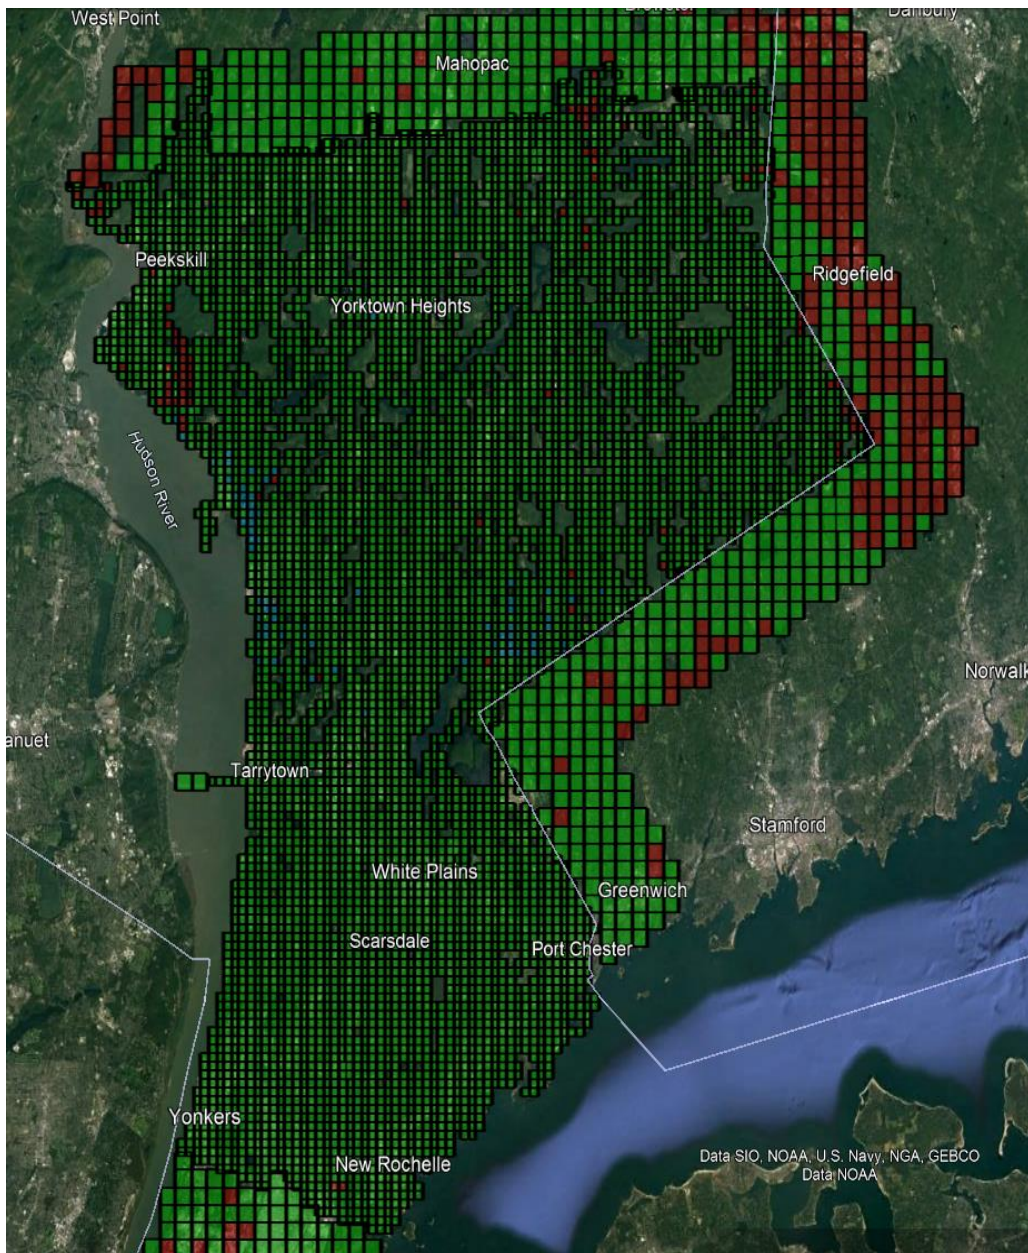 West Point
Brewster
Danbury
Mahopac
Peekskill
Yorktown Heights
Ridgefield
Hudson River
Norwalk
anuet
Tarrytown
Stamford
White Plains
Greenwich
Scarsdale
Port Chester
Yonkers
New Rochelle
Data SIO, NOAA, U.S. Navy, NGA, GEBCO
Data NOAA